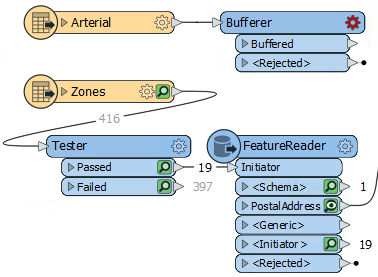 Arterial
Bufferer
Buffered
<Rejected>
Zones
416
Tester
Passed
19
Failed
397
FeatureReader
Initiator
<Schema>
1
PostalAddress
<Generic>
<Initiator>
19
<Rejected>